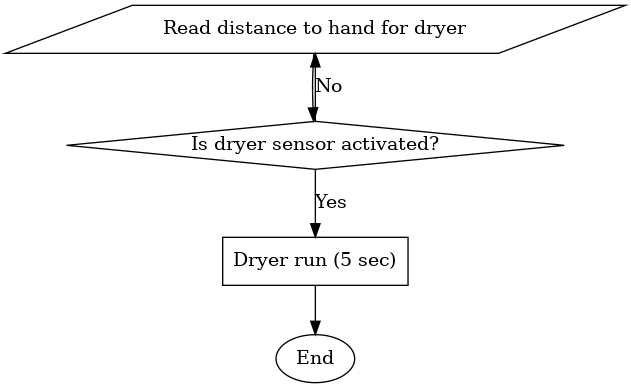 Read distance to hand for dryer
No
Is dryer sensor activated?
Yes
Dryer run (5 sec)
End